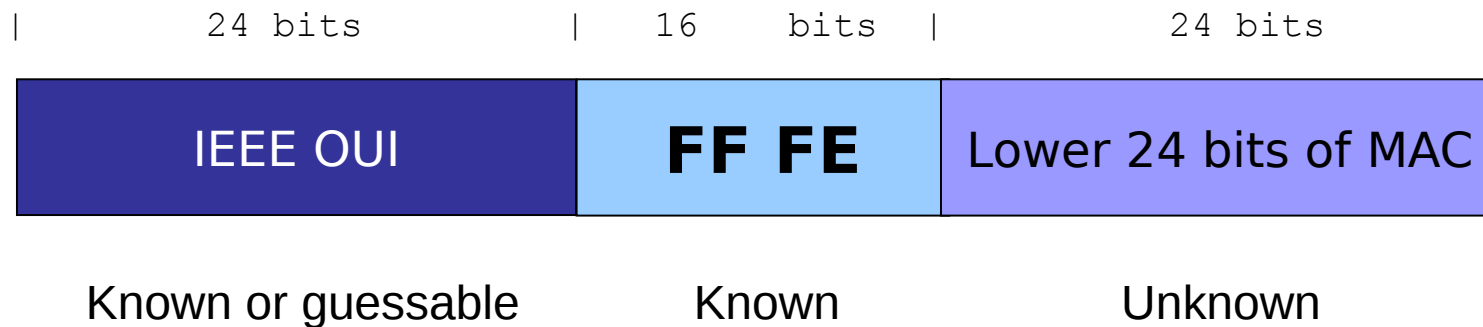 | 24 bits | 16 bits | 24 bits
IEEE OUI FF FE Lower 24 bits of MAC
Known or guessable Known Unknown